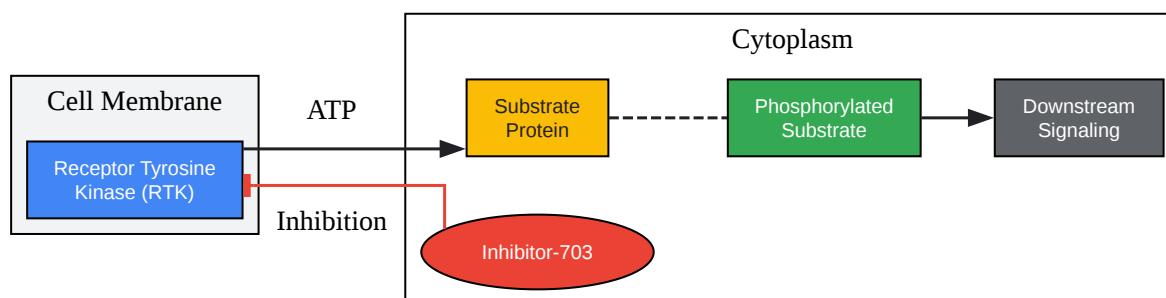 Cytoplasm
Cell Membrane
Receptor Tyrosine
Kinase (RTK)
ATP
Inhibition
Substrate
Protein
Phosphorylated
Substrate
Downstream
Signaling
Inhibitor-703